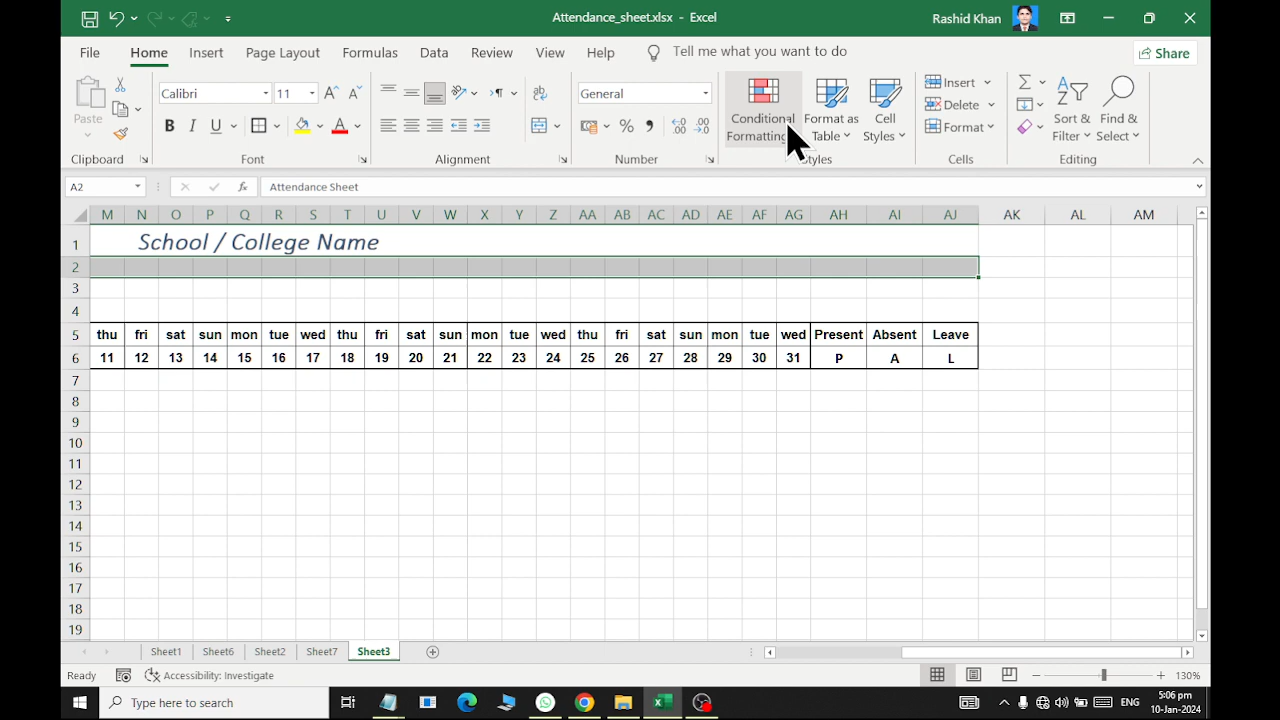 Attendance_sheet.xlsx - Excel
Rashid Khan
File Home Insert Page Layout Formulas Data Review View Help Tell me what you want to do Share
Paste
Calibri 11
B I U
General
Conditional Formatting
Format as Table
Cell Styles
Insert
Delete
Format
Sort & Filter
Find & Select
Clipboard Font Alignment Number Styles Cells Editing
A2 fx Attendance Sheet
M N O P Q R S T U V W X Y Z AA AB AC AD AE AF AG AH AI AJ AK AL AM
1 School / College Name
2
3
4
5 thu fri sat sun mon tue wed thu fri sat sun mon tue wed thu fri sat sun mon tue wed Present Absent Leave
6 11 12 13 14 15 16 17 18 19 20 21 22 23 24 25 26 27 28 29 30 31 P A L
7
8
9
10
11
12
13
14
15
16
17
18
19
Sheet1 Sheet6 Sheet2 Sheet7 Sheet3
Ready Accessibility: Investigate 130%
Type here to search
ENG
5:06 pm
10-Jan-2024